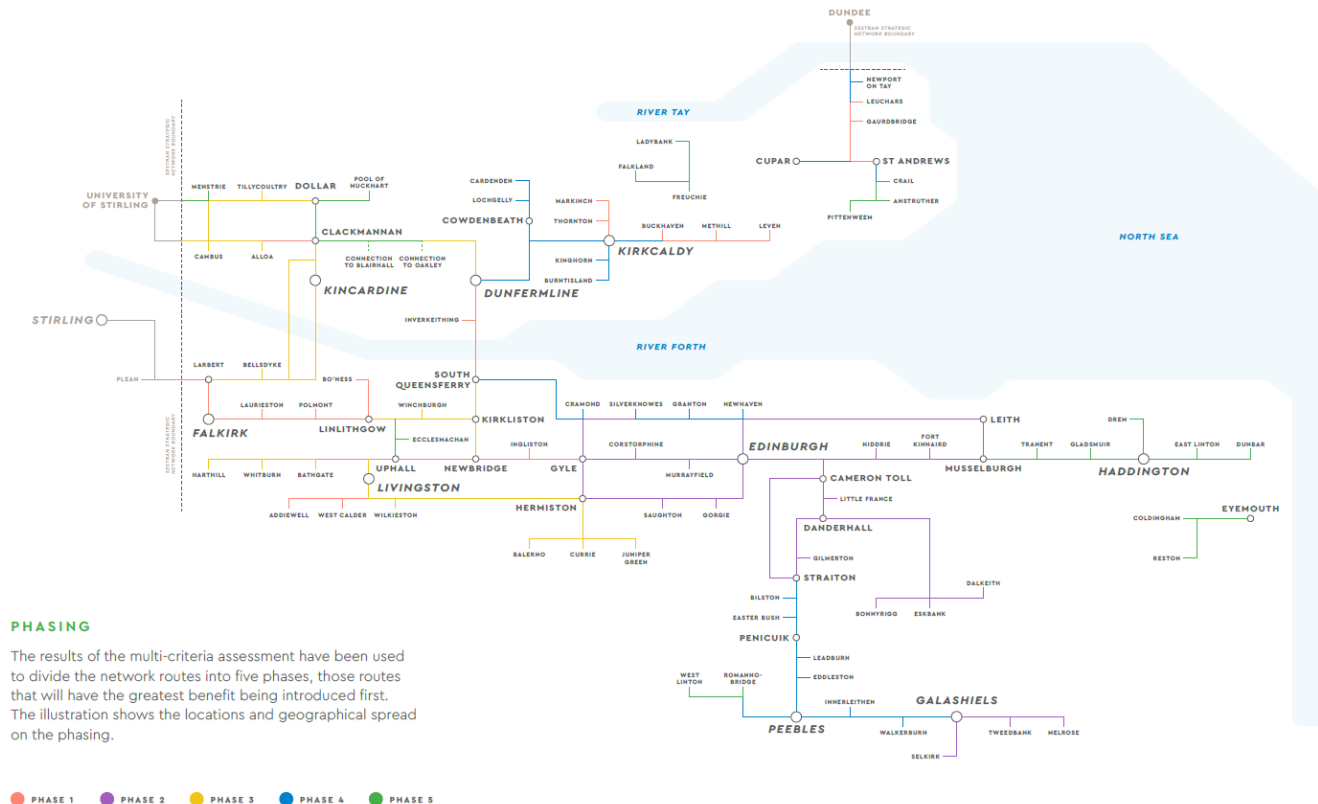 DUNDEE
SESTRAN STRATEGIC
NETWORK BOUNDARY
NEWPORT
ON TAY
LEUCHARS
GAURDBRIDGE
RIVER TAY
LADYBANK
FALKLAND
FREUCHIE
CUPAR
ST ANDREWS
CRAIL
ANSTRUTHER
PITTENWEEM
NORTH SEA
SESTRAN STRATEGIC
NETWORK BOUNDARY
UNIVERSITY
OF STIRLING
MENSTRIE
TILLYCOULTRY
DOLLAR
POOL OF
MUCKHART
CLACKMANNAN
CAMBUS
ALLOA
CONNECTION
TO BLAIRHALL
CONNECTION
TO OAKLEY
KINCARDINE
CARDENDEN
LOCHGELLY
COWDENBEATH
MARKINCH
THORNTON
BUCKHAVEN
METHILL
LEVEN
KIRKCALDY
KINGHORN
BURNTISLAND
DUNFERMLINE
INVERKEITHING
STIRLING
RIVER FORTH
PLEAN
LARBERT
BELLSDYKE
BO'NESS
SOUTH
QUEENSFERRY
LAURIESTON
POLMONT
WINCHBURGH
KIRKLISTON
CRAMOND
SILVERKNOWES
GRANTON
NEWHAVEN
LEITH
DREM
FALKIRK
LINLITHGOW
SESTRAN STRATEGIC
NETWORK BOUNDARY
ECCLESMACHAN
INGLISTON
CORSTORPHINE
EDINBURGH
NIDDRIE
FORT
KINNAIRD
TRANENT
GLADSMUIR
EAST LINTON
DUNBAR
HARTHILL
WHITBURN
BATHGATE
UPHALL
NEWBRIDGE
GYLE
MURRAYFIELD
MUSSELBURGH
HADDINGTON
LIVINGSTON
CAMERON TOLL
LITTLE FRANCE
ADDIEWELL
WEST CALDER
WILKIESTON
HERMISTON
SAUGHTON
GORGIE
DANDERHALL
COLDINGHAM
EYEMOUTH
BALERNO
CURRIE
JUNIPER
GREEN
GILMERTON
RESTON
STRAITON
DALKEITH
BILSTON
EASTER BUSH
BONNYRIGG
ESKBANK
PENICUIK
LEADBURN
EDDLESTON
WEST
LINTON
ROMANNO-
BRIDGE
INNERLEITHEN
GALASHIELS
PEEBLES
WALKERBURN
TWEEDBANK
MELROSE
SELKIRK
PHASING
The results of the multi-criteria assessment have been used
to divide the network routes into five phases, those routes
that will have the greatest benefit being introduced first.
The illustration shows the locations and geographical spread
on the phasing.
PHASE 1
PHASE 2
PHASE 3
PHASE 4
PHASE 5